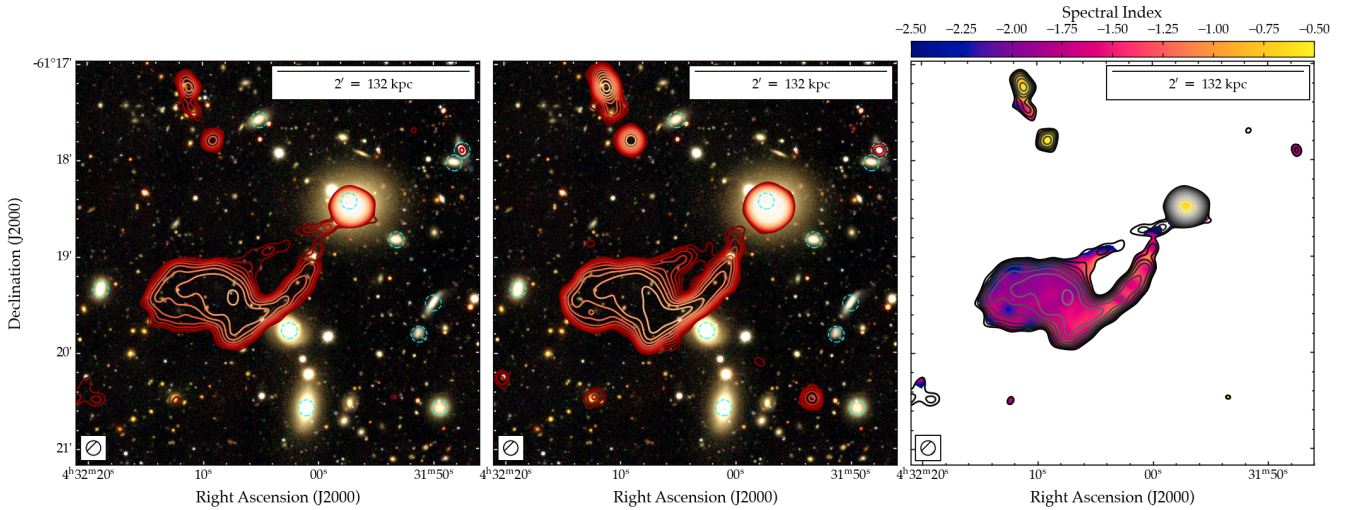 Spectral Index
−2.50 −2.25 −2.00 −1.75 −1.50 −1.25 −1.00 −0.75 −0.50
-61°17′
18′
19′
20′
21′
Declination (J2000)
2′ = 132 kpc
2′ = 132 kpc
2′ = 132 kpc
4ʰ32ᵐ20ˢ 10ˢ 00ˢ 31ᵐ50ˢ
4ʰ32ᵐ20ˢ 10ˢ 00ˢ 31ᵐ50ˢ
4ʰ32ᵐ20ˢ 10ˢ 00ˢ 31ᵐ50ˢ
Right Ascension (J2000)
Right Ascension (J2000)
Right Ascension (J2000)